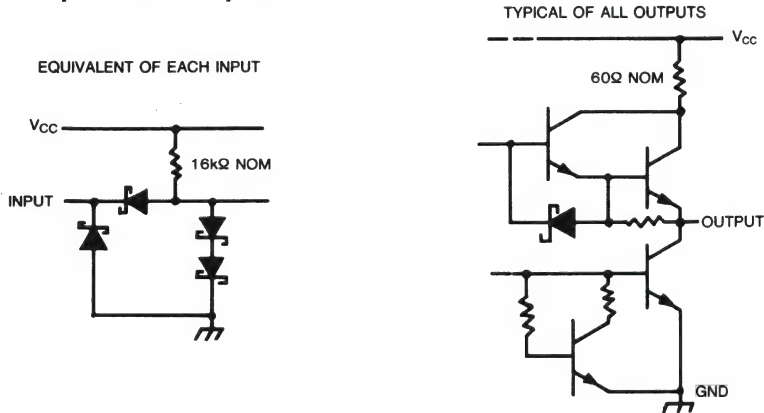 TYPICAL OF ALL OUTPUTS
VCC
60Ω NOM
OUTPUT
GND
EQUIVALENT OF EACH INPUT
VCC
16kΩ NOM
INPUT